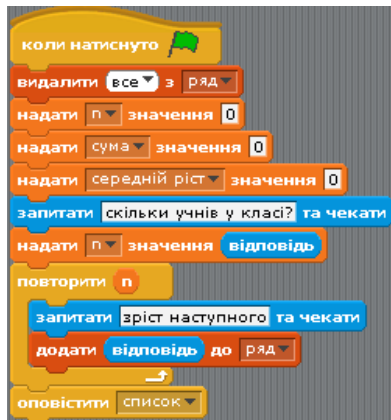 коли натиснуто
видалити все з ряд
надати n значення 0
надати сума значення 0
надати середній ріст значення 0
запитати скільки учнів у класі? та чекати
надати n значення відповідь
повторити n
запитати зріст наступного та чекати
додати відповідь до ряд
оповістити список